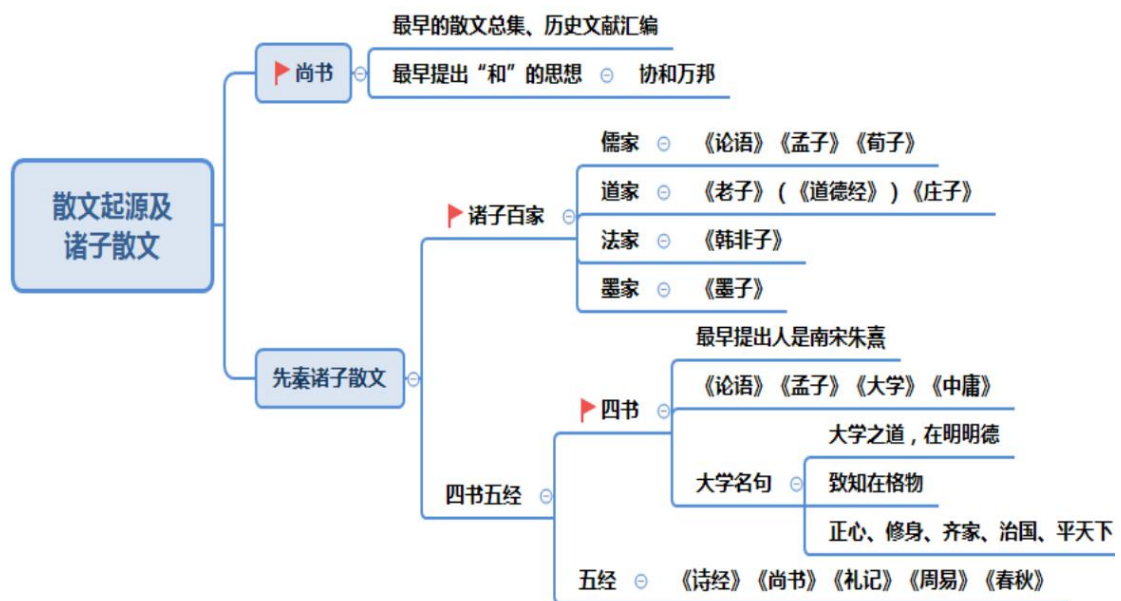 散文起源及
诸子散文
尚书
最早的散文总集、历史文献汇编
最早提出“和”的思想
协和万邦
先秦诸子散文
诸子百家
儒家
《论语》《孟子》《荀子》
道家
《老子》(《道德经》)《庄子》
法家
《韩非子》
墨家
《墨子》
四书五经
四书
最早提出人是南宋朱熹
《论语》《孟子》《大学》《中庸》
大学名句
大学之道，在明明德
致知在格物
正心、修身、齐家、治国、平天下
五经
《诗经》《尚书》《礼记》《周易》《春秋》